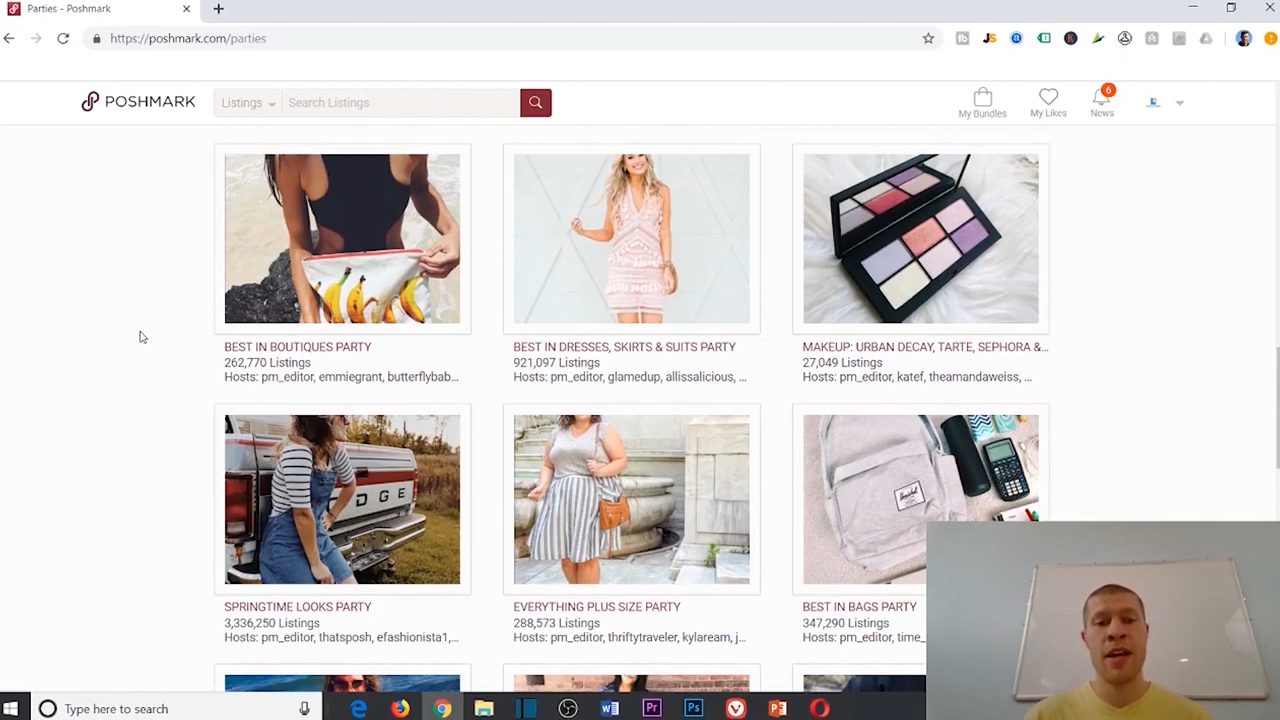 Parties - Poshmark
https://poshmark.com/parties
POSHMARK
Listings
Search Listings
My Bundles
My Likes
6
News
BEST IN BOUTIQUES PARTY
262,770 Listings
Hosts: pm_editor, emmiegrant, butterflybab...
BEST IN DRESSES, SKIRTS & SUITS PARTY
921,097 Listings
Hosts: pm_editor, glamedup, allissalicious, ...
MAKEUP: URBAN DECAY, TARTE, SEPHORA &...
27,049 Listings
Hosts: pm_editor, katef, theamandaweiss, ...
DGE
Herschel
SPRINGTIME LOOKS PARTY
3,336,250 Listings
Hosts: pm_editor, thatsposh, efashionista1,...
EVERYTHING PLUS SIZE PARTY
288,573 Listings
Hosts: pm_editor, thriftytraveler, kylaream, j...
BEST IN BAGS PARTY
347,290 Listings
Hosts: pm_editor, time_
Type here to search